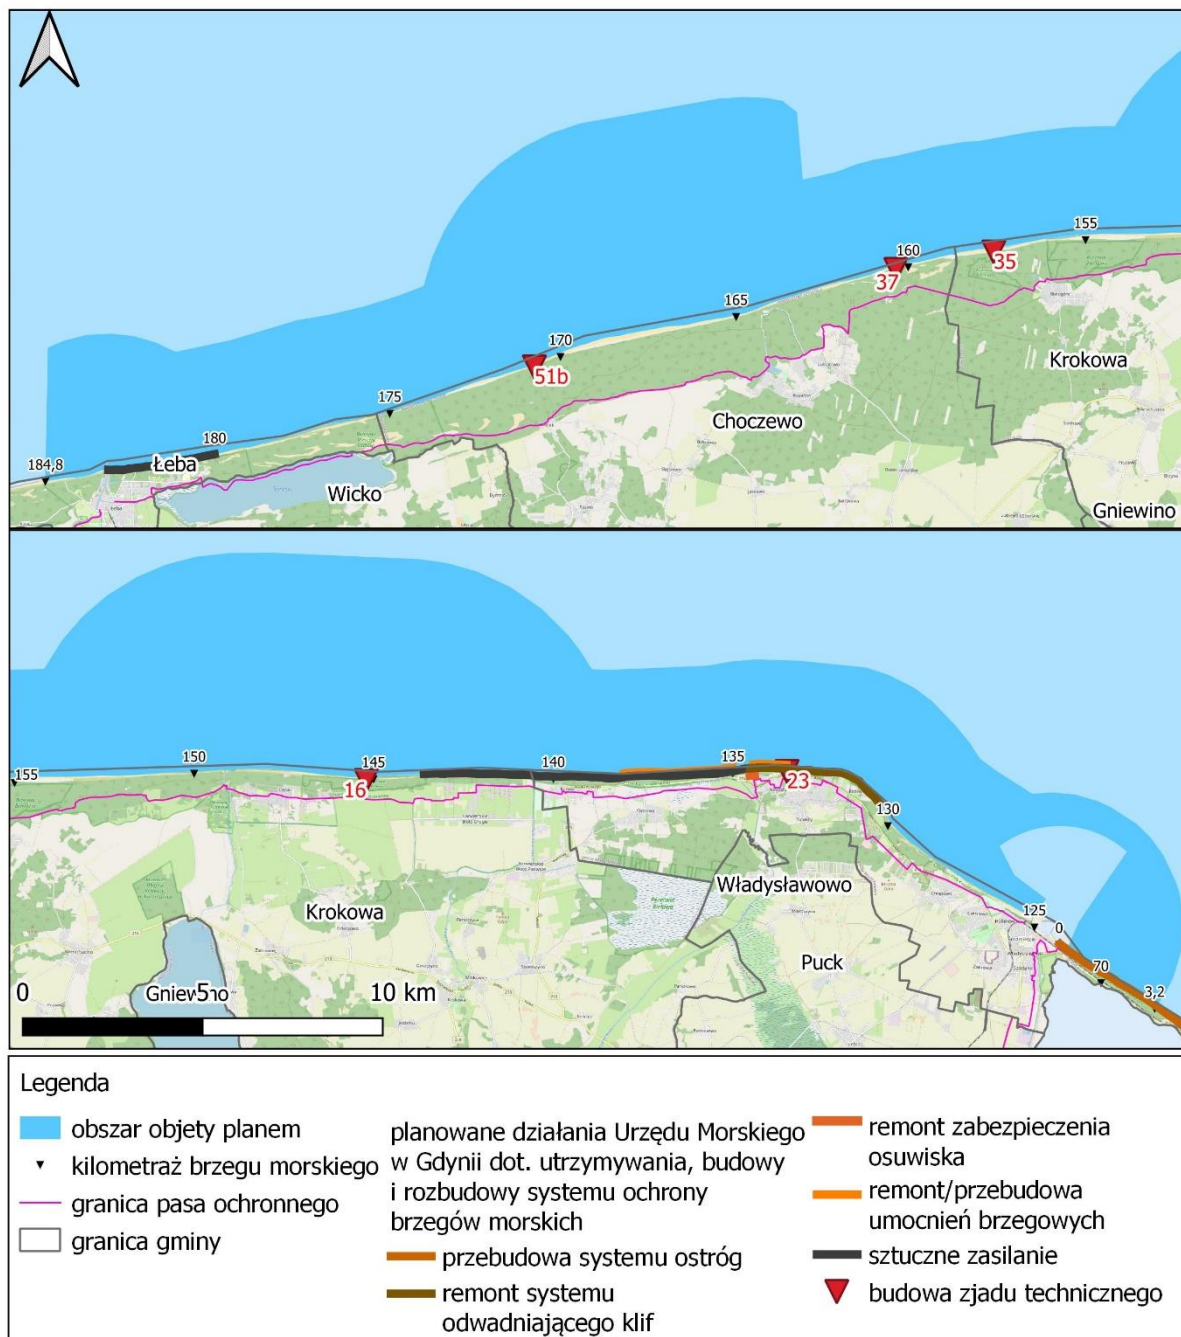 160
155
35
37
165
170
51b
Krokowa
175
Choczewo
180
Łeba
184,8
Wicko
Gniewino
155
150
145
140
135
16
23
130
Władysławowo
Krokowa
125
0
Puck
70
3,2
Gniewino
0
5
10 km
Legenda
obszar objety planem
kilometraż brzegu morskiego
granica pasa ochronnego
granica gminy
planowane działania Urzędu Morskiego
w Gdynii dot. utrzymywania, budowy
i rozbudowy systemu ochrony
brzegów morskich
przebudowa systemu ostróg
remont systemu
odwadniającego klif
remont zabezpieczenia
osuwiska
remont/przebudowa
umocnień brzegowych
sztuczne zasilanie
budowa zjadu technicznego